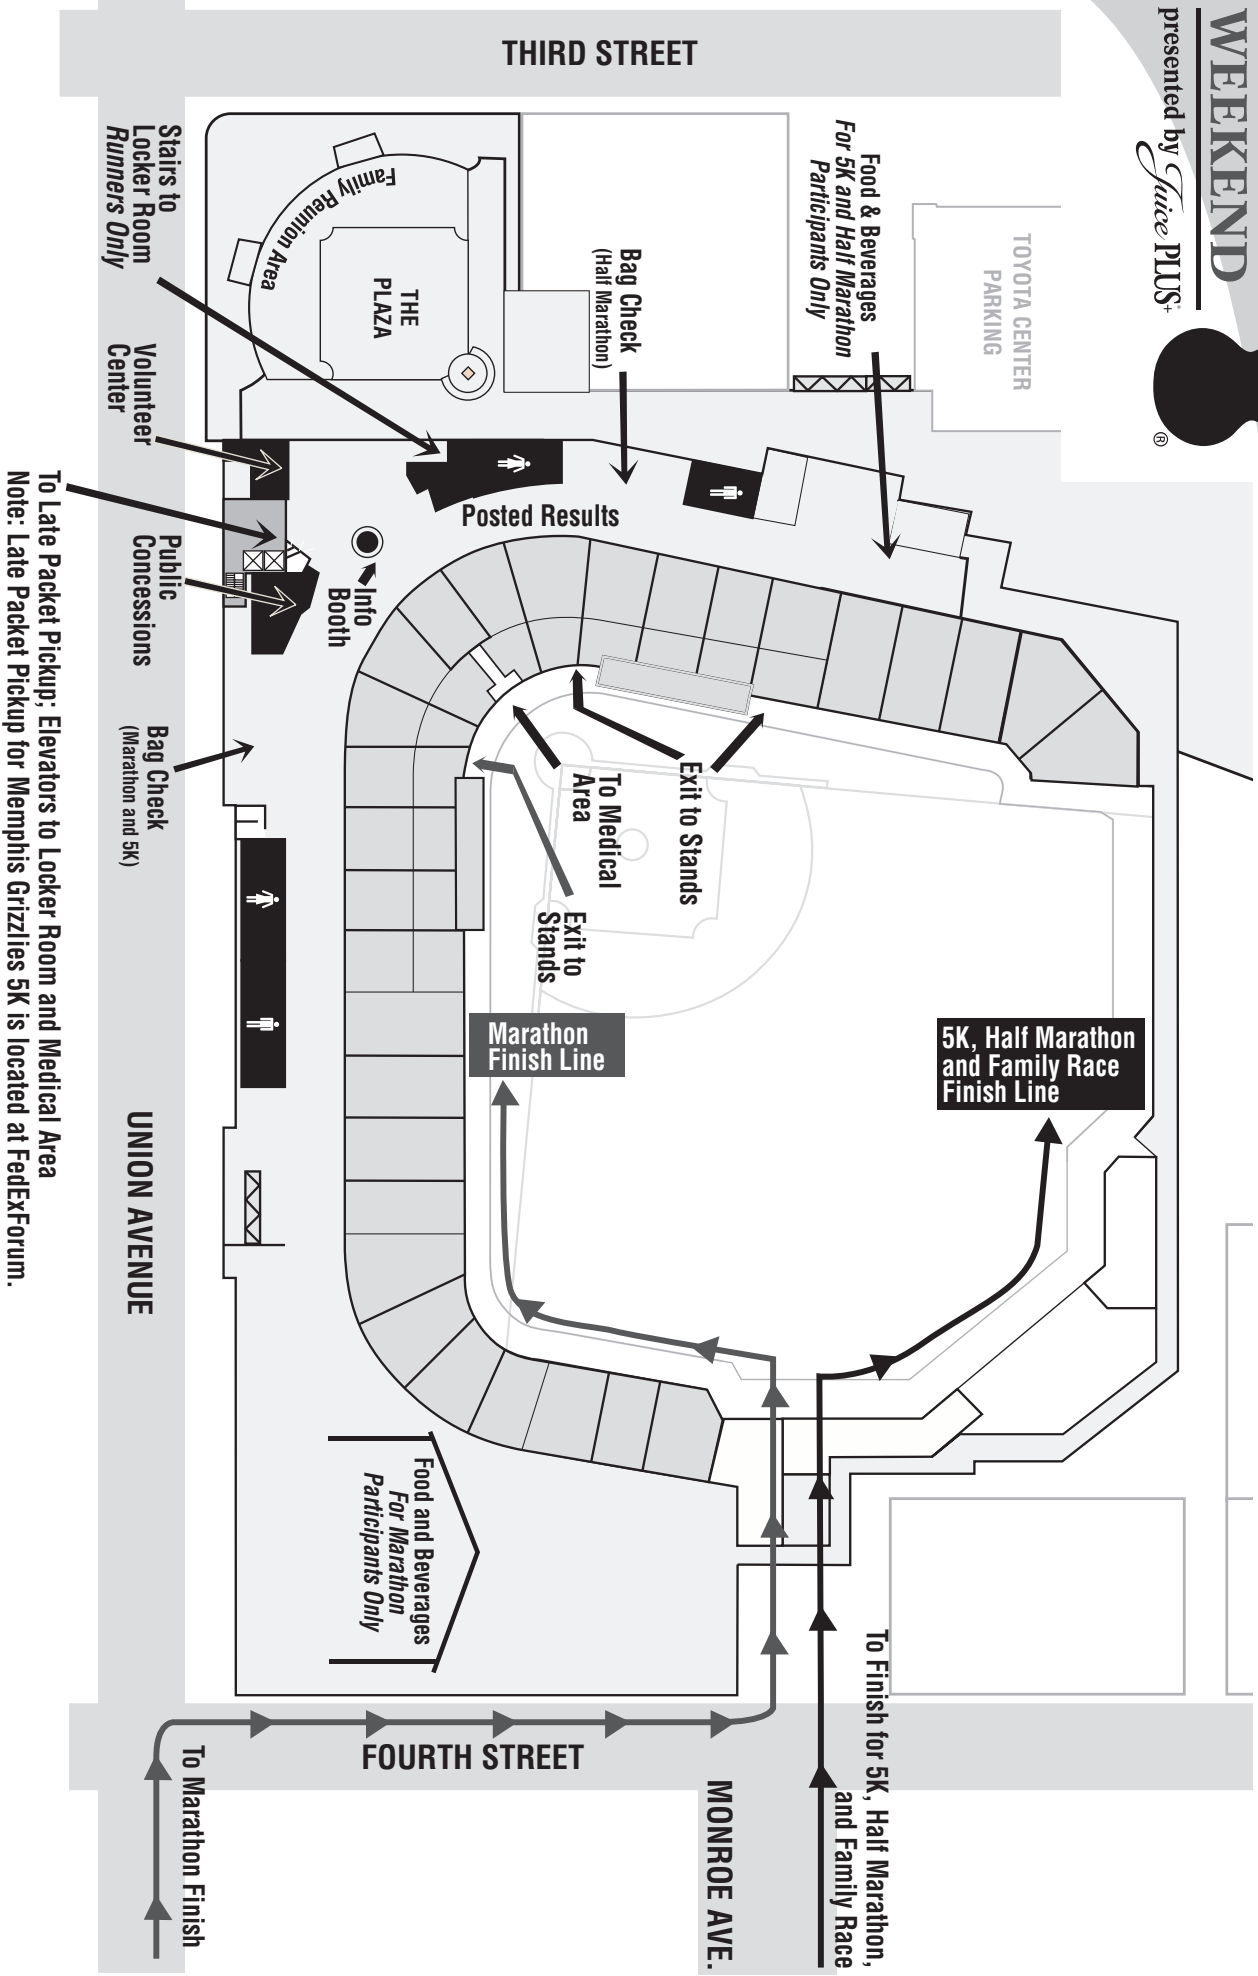 WEEKEND
presented by Juice PLUS+
®
THIRD STREET
TOYOTA CENTER
PARKING
Food & Beverages
For 5K and Half Marathon
Participants Only
Bag Check
(Half Marathon)
Family Reunion Area
THE
PLAZA
Stairs to
Locker Room
Runners Only
Volunteer
Center
Posted Results
Info
Booth
Public
Concessions
Bag Check
(Marathon and 5K)
To Late Packet Pickup; Elevators to Locker Room and Medical Area
Note: Late Packet Pickup for Memphis Grizzlies 5K is located at FedExForum.
Exit to Stands
To Medical
Area
Exit to
Stands
Marathon
Finish Line
5K, Half Marathon
and Family Race
Finish Line
UNION AVENUE
Food and Beverages
For Marathon
Participants Only
To Finish for 5K, Half Marathon,
and Family Race
FOURTH STREET
MONROE AVE.
To Marathon Finish